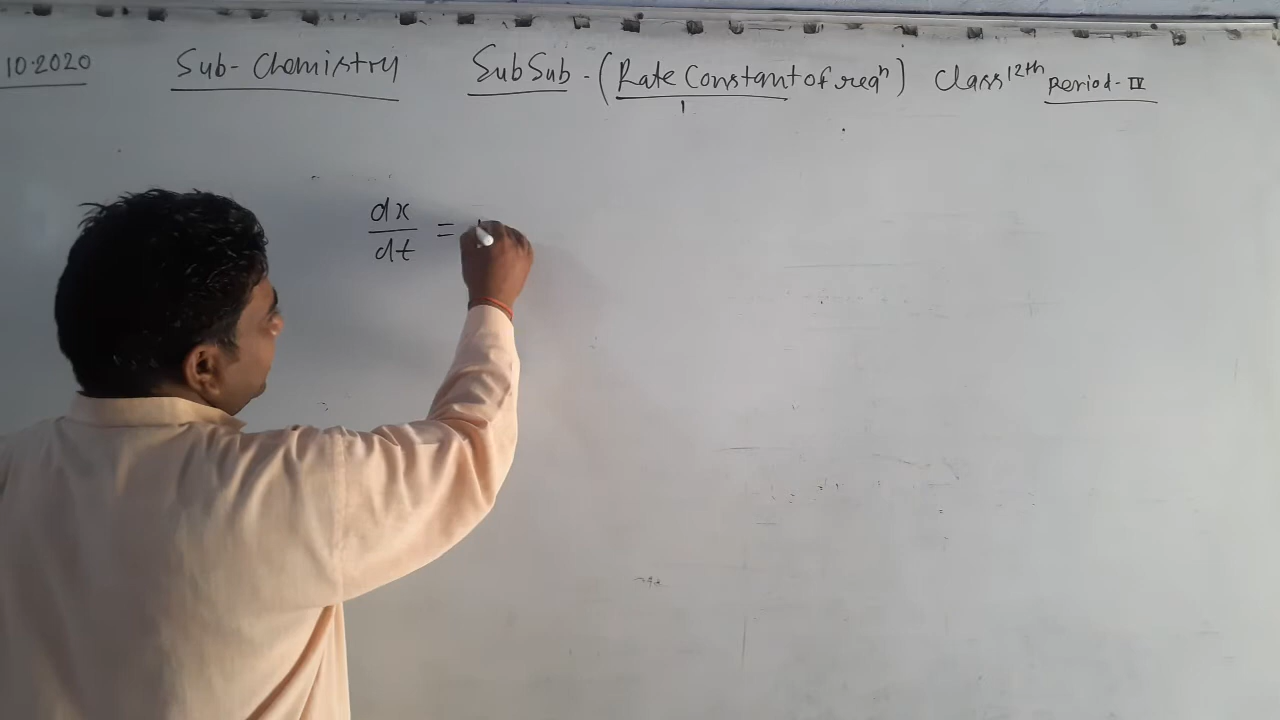 10.2020 Sub- Chemistry SubSub - (Rate Constant of reaqⁿ) Class 12th Period - IV
dx
dt =